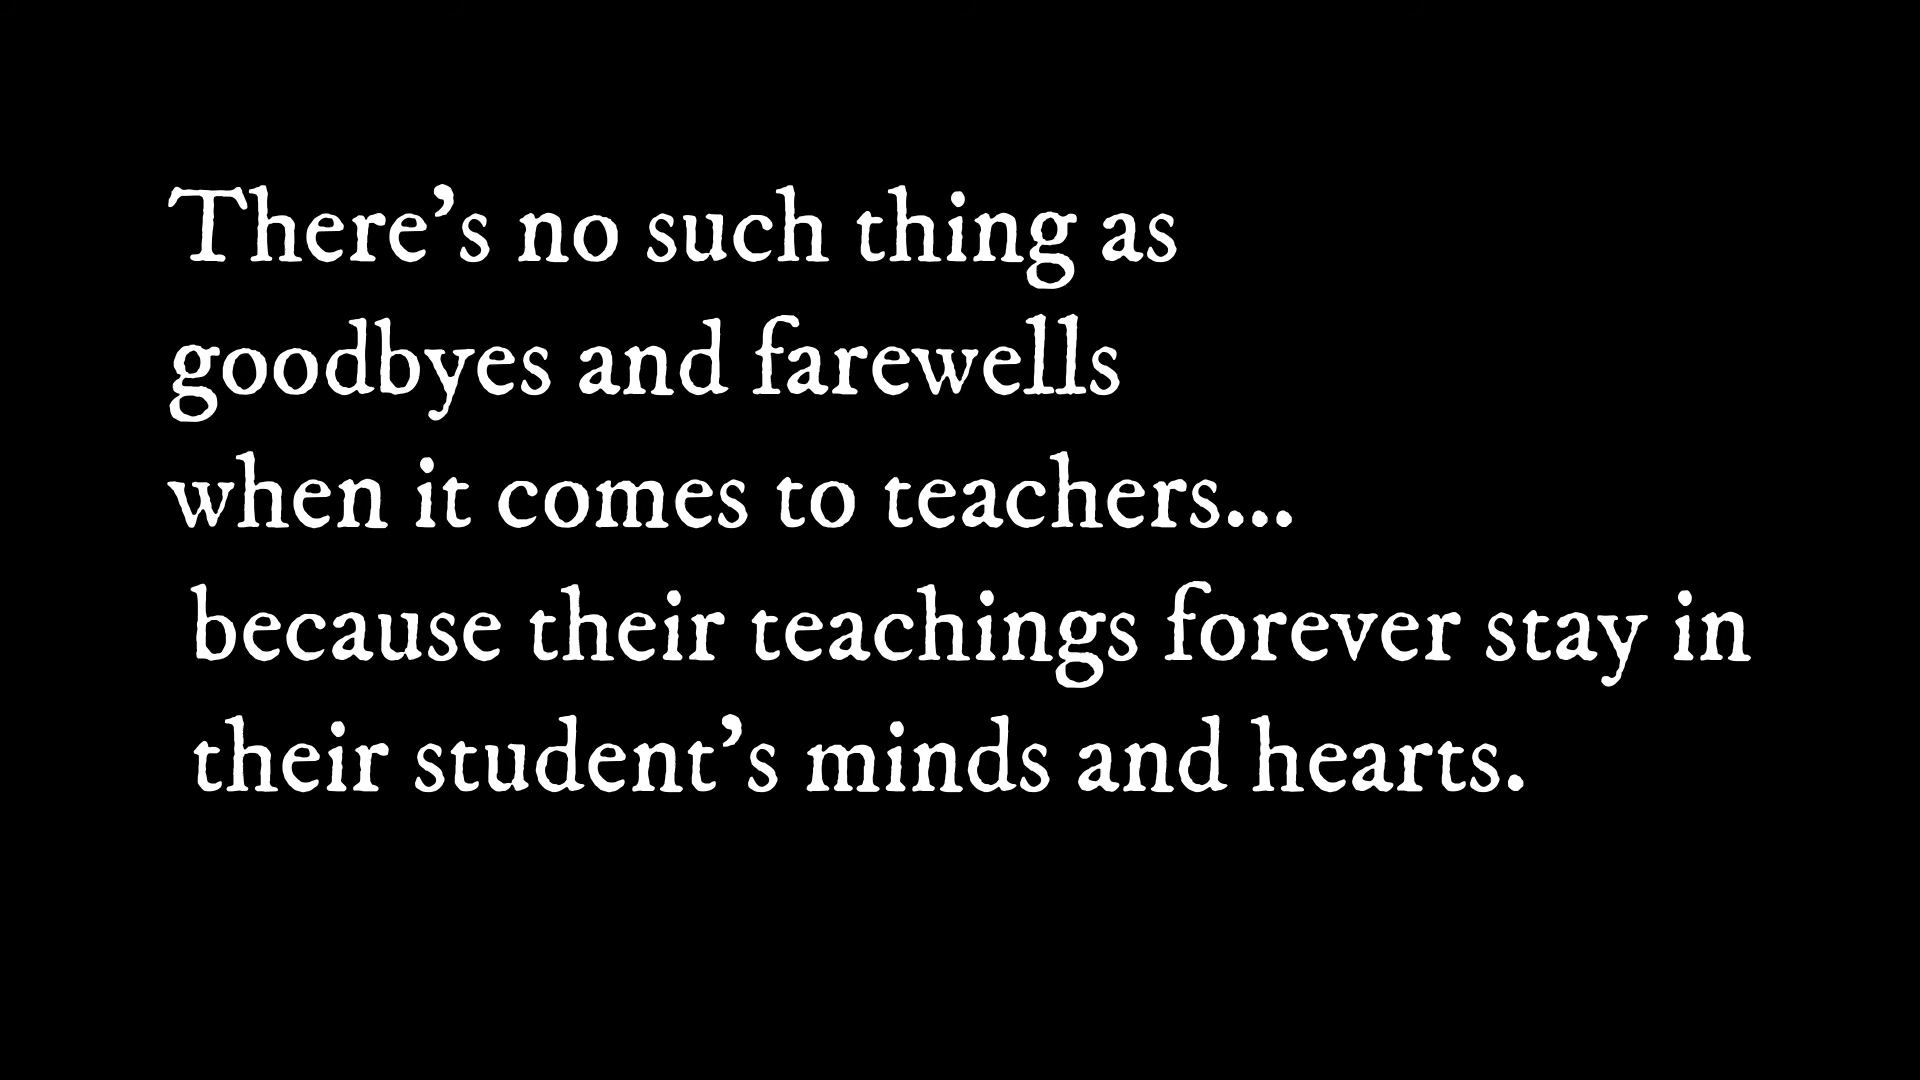 There’s no such thing as
goodbyes and farewells
when it comes to teachers...
because their teachings forever stay in
their student’s minds and hearts.